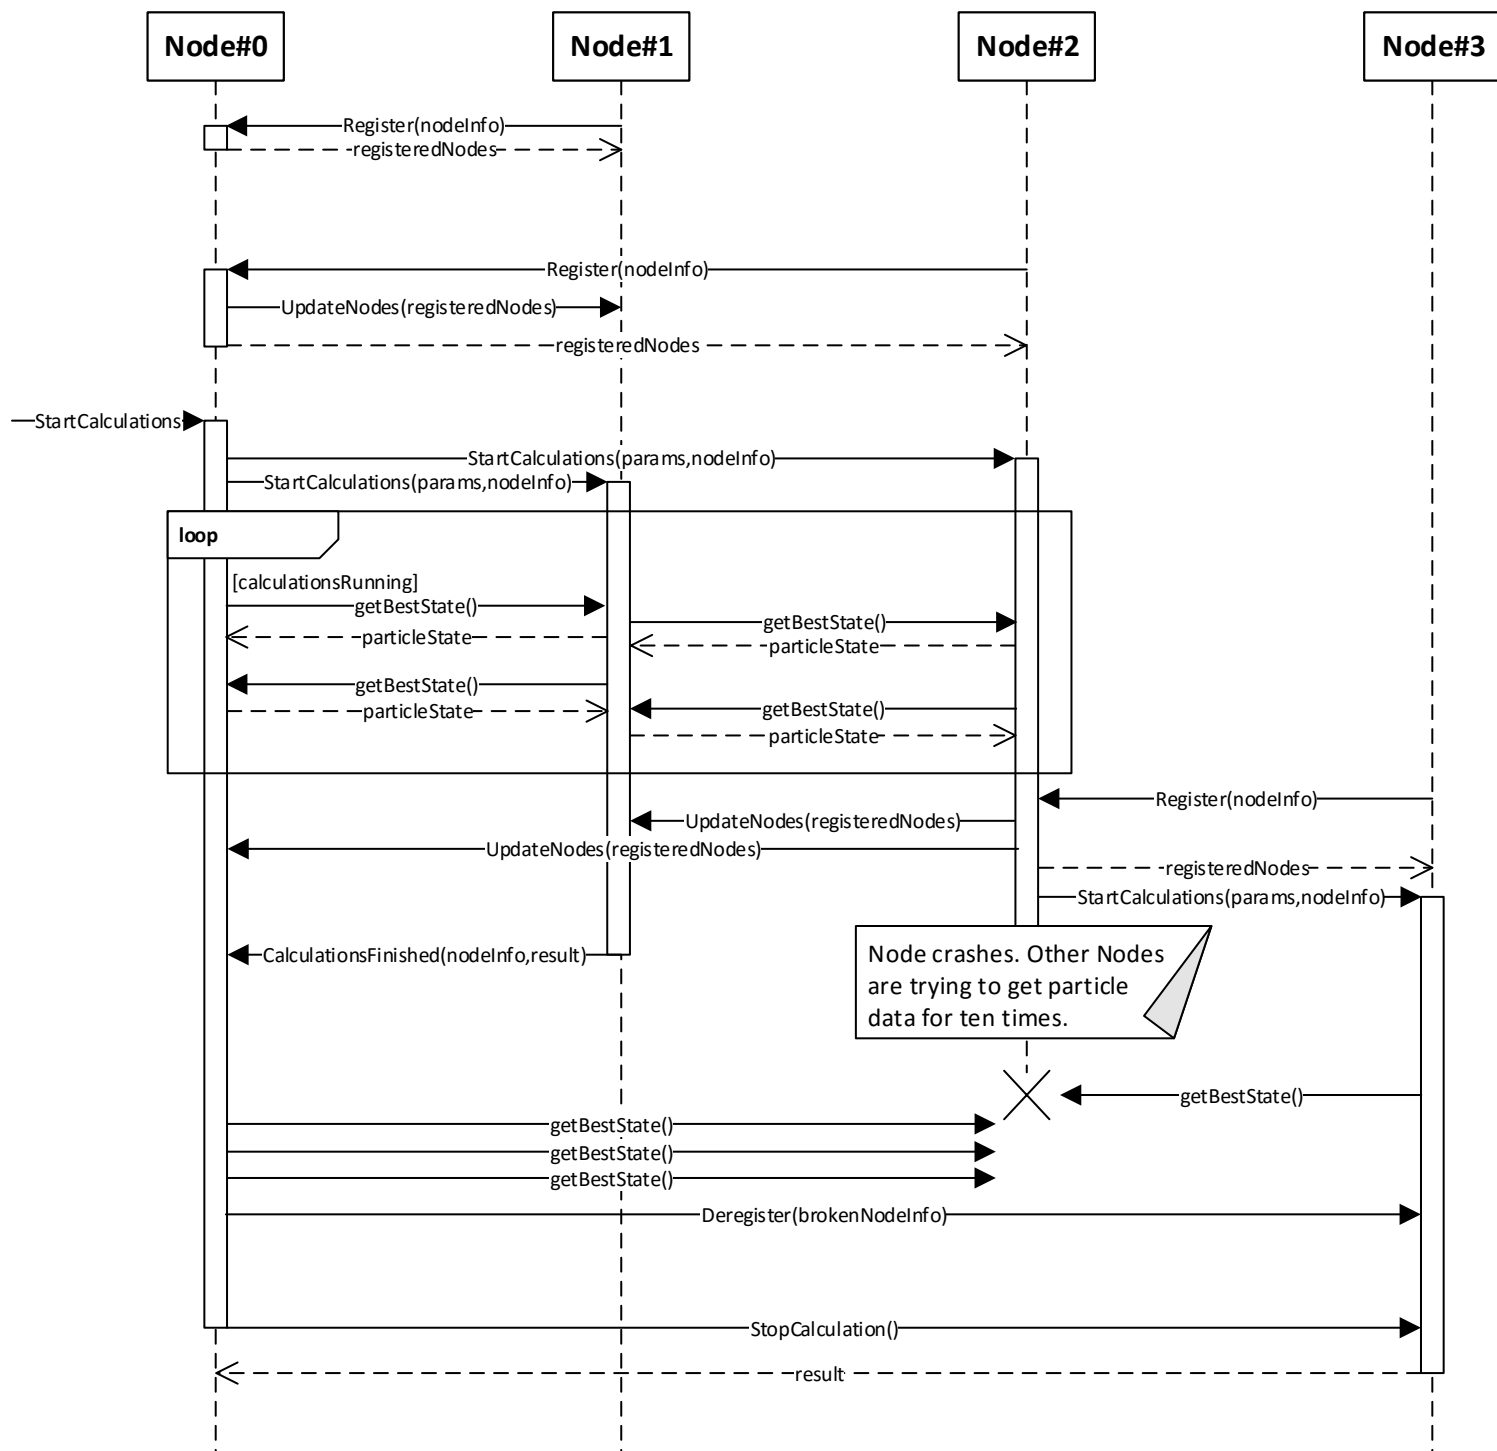 Node#0
Node#1
Node#2
Node#3
Register(nodeInfo)
registeredNodes
Register(nodeInfo)
UpdateNodes(registeredNodes)
registeredNodes
StartCalculations
StartCalculations(params,nodeInfo)
StartCalculations(params,nodeInfo)
loop
[calculationsRunning]
getBestState()
getBestState()
particleState
particleState
getBestState()
getBestState()
particleState
particleState
Register(nodeInfo)
UpdateNodes(registeredNodes)
UpdateNodes(registeredNodes)
registeredNodes
StartCalculations(params,nodeInfo)
CalculationsFinished(nodeInfo,result)
Node crashes. Other Nodes
are trying to get particle
data for ten times.
getBestState()
getBestState()
getBestState()
getBestState()
Deregister(brokenNodeInfo)
StopCalculation()
result